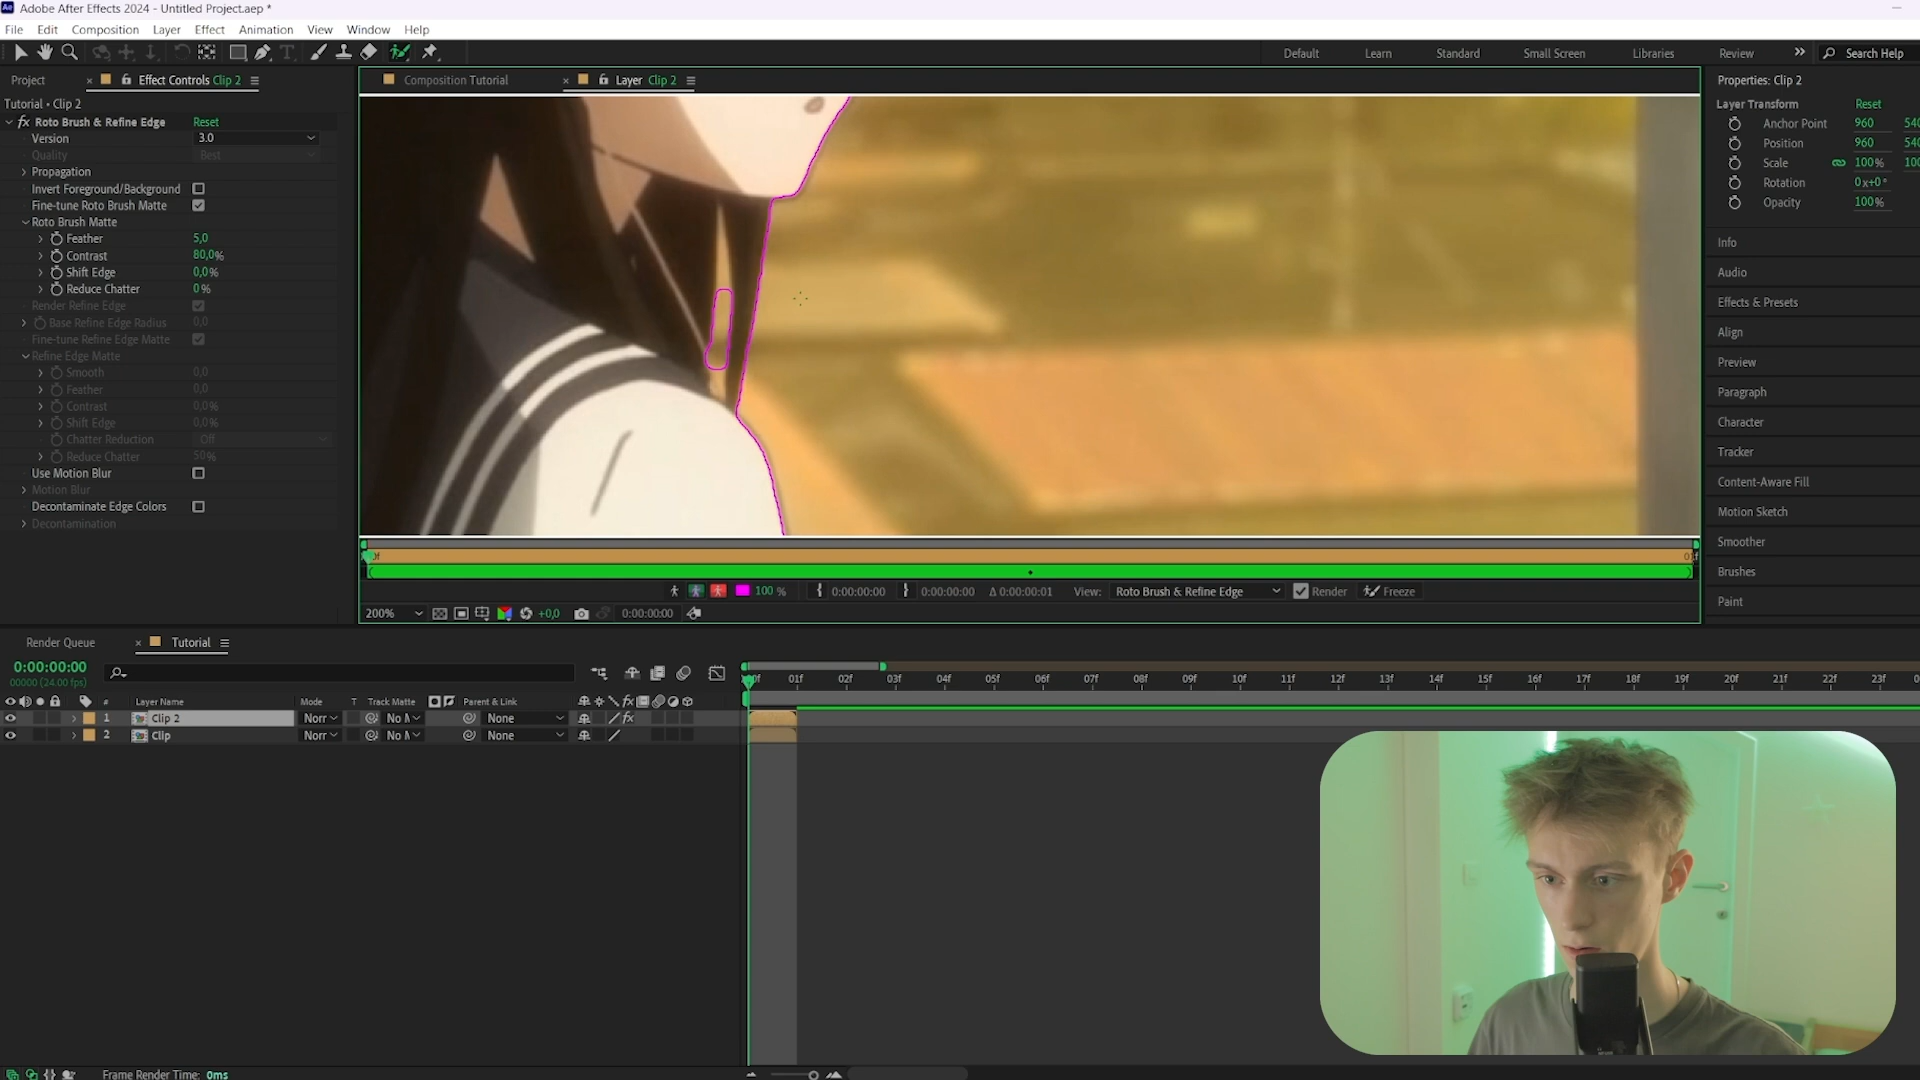 Adobe After Effects 2024 - Untitled Project.aep *
File Edit Composition Layer Effect Animation View Window Help
Default Learn Standard Small Screen Libraries Review Search Help
Project Effect Controls Clip 2
Composition Tutorial
Layer Clip 2
Properties: Clip 2
Tutorial • Clip 2
Roto Brush & Refine Edge Reset
Version 3.0
Quality Best
Propagation
Invert Foreground/Background
Fine-tune Roto Brush Matte
Roto Brush Matte
Feather 5,0
Contrast 80,0%
Shift Edge 0,0%
Reduce Chatter 0%
Render Refine Edge
Base Refine Edge Radius 0,0
Fine-tune Refine Edge Matte
Refine Edge Matte
Smooth 0,0
Feather 0,0
Contrast 0,0%
Shift Edge 0,0%
Chatter Reduction Off
Reduce Chatter 50%
Use Motion Blur
Motion Blur
Decontaminate Edge Colors
Decontamination
100 % 0:00:00:00 0:00:00:00 Δ 0:00:00:01 View: Roto Brush & Refine Edge Render Freeze
200% +0,0 0:00:00:00
Layer Transform Reset
Anchor Point 960 540
Position 960 540
Scale 100% 100
Rotation 0x+0°
Opacity 100%
Info
Audio
Effects & Presets
Align
Preview
Paragraph
Character
Tracker
Content-Aware Fill
Motion Sketch
Smoother
Brushes
Paint
Render Queue Tutorial
0:00:00:00
00000 (24.00 fps)
01f 02f 03f 04f 05f 06f 07f 08f 09f 10f 11f 12f 13f 14f 15f 16f 17f 18f 19f 20f 21f 22f 23f
# Layer Name Mode T Track Matte Parent & Link
1 Clip 2 Norr No M None
2 Clip Norr No M None
Frame Render Time: 0ms